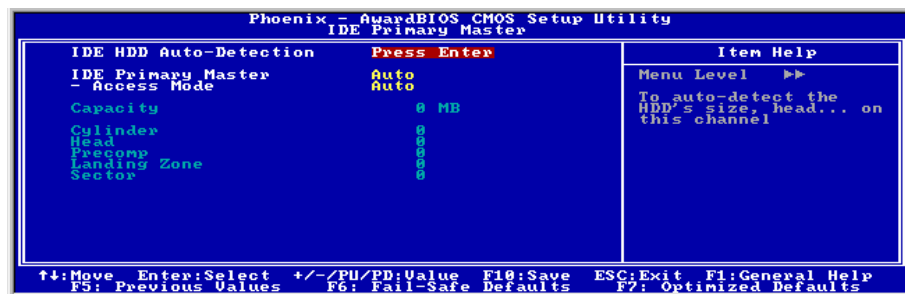 Phoenix - AwardBIOS CMOS Setup Utility
IDE Primary Master
IDE HDD Auto-Detection Press Enter
Item Help
IDE Primary Master Auto
- Access Mode Auto
Menu Level ▶▶
To auto-detect the
HDD's size, head... on
this channel
Capacity 0 MB
Cylinder 0
Head 0
Precomp 0
Landing Zone 0
Sector 0
↑↓:Move Enter:Select +/-/PU/PD:Value F10:Save ESC:Exit F1:General Help
F5: Previous Values F6: Fail-Safe Defaults F7: Optimized Defaults